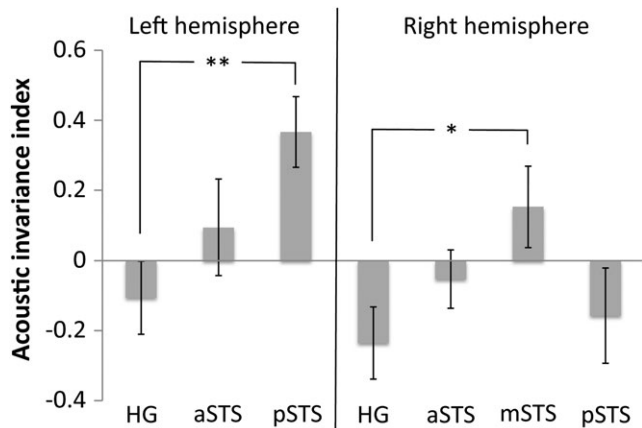 Left hemisphere
Right hemisphere
Acoustic invariance index
0.6
0.4
0.2
0
-0.2
-0.4
**
*
HG aSTS pSTS HG aSTS mSTS pSTS